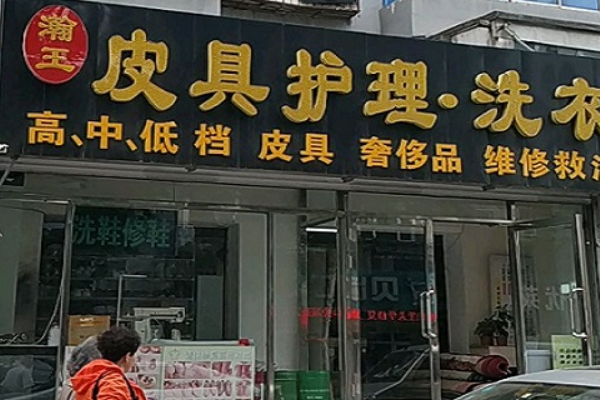 瀚王
皮具护理·洗衣
高、中、低档 皮具 奢侈品 维修救治
洗鞋修鞋